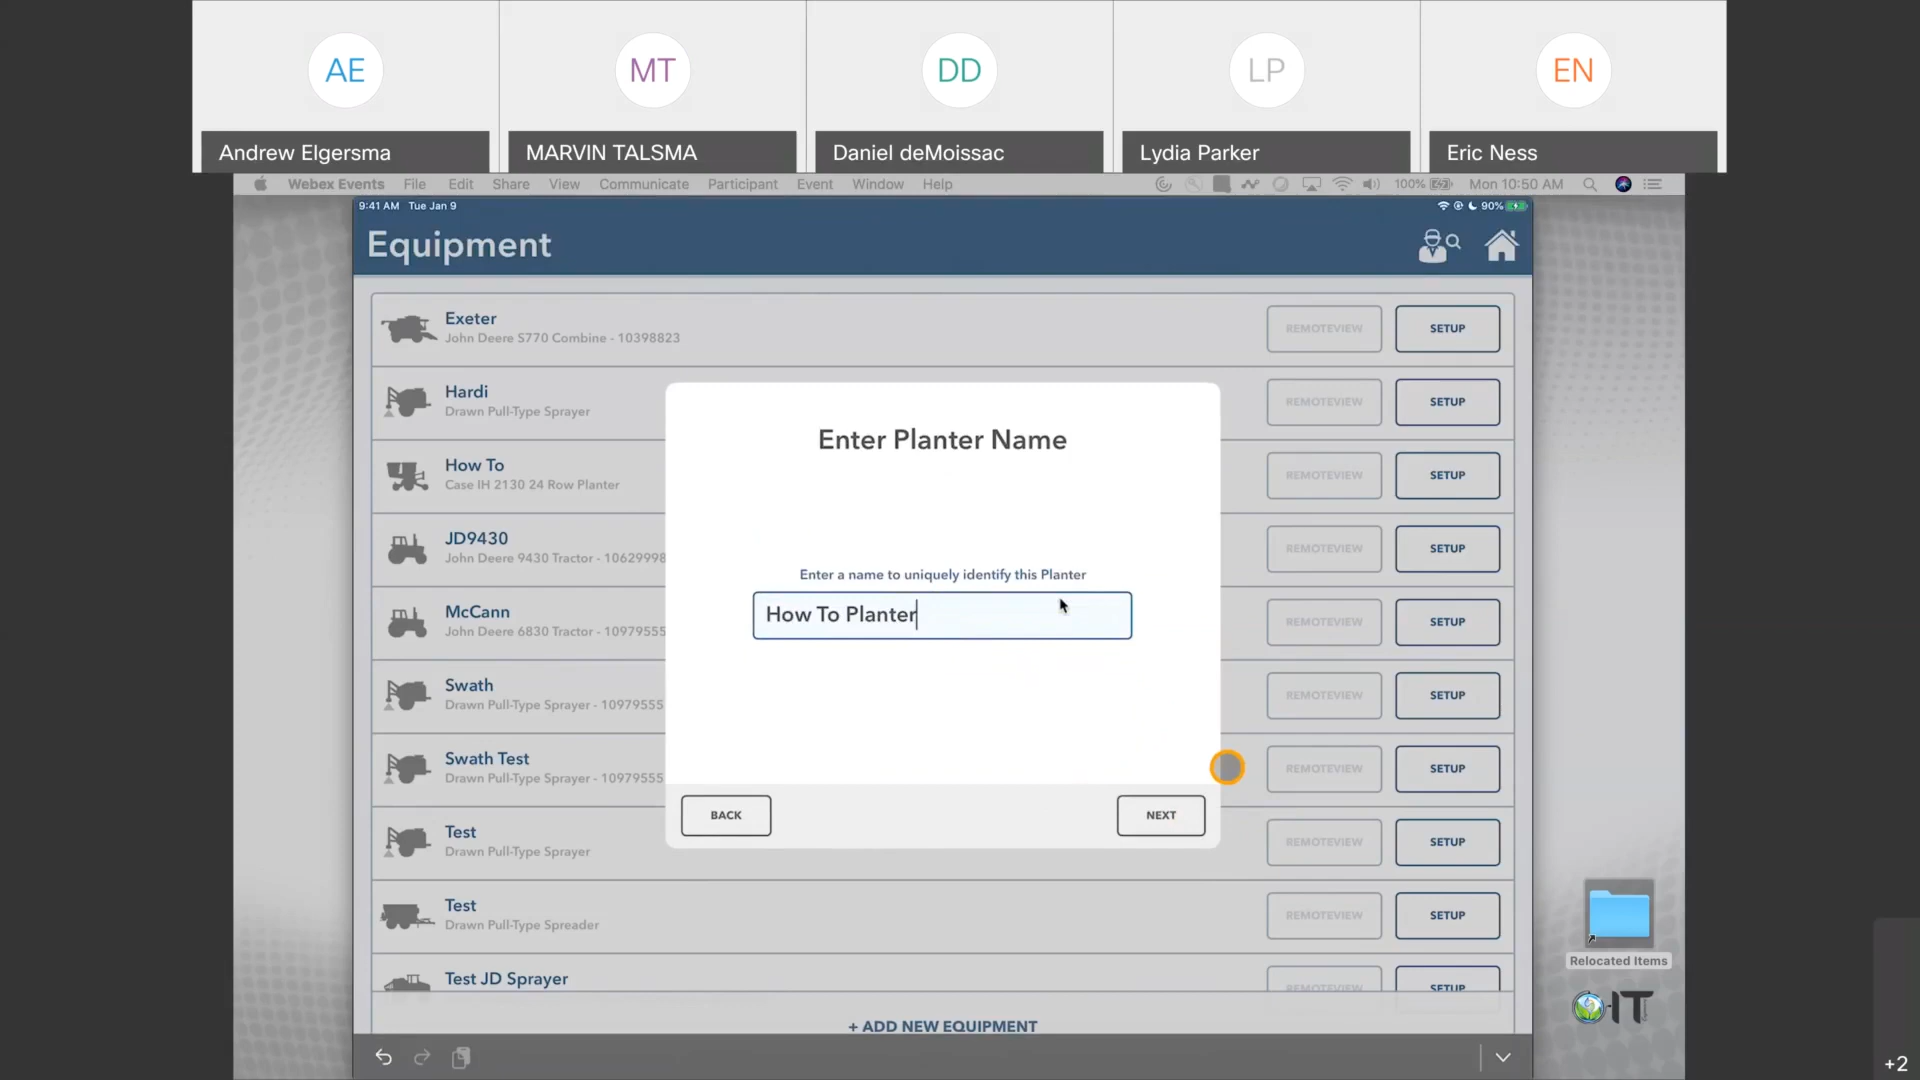 AE
MT
DD
LP
EN
Andrew Elgersma
MARVIN TALSMA
Daniel deMoissac
Lydia Parker
Eric Ness
Webex Events File Edit Share View Communicate Participant Event Window Help 100% Mon 10:50 AM
9:41 AM Tue Jan 9 90%
Equipment
Exeter
John Deere S770 Combine - 10398823
REMOTEVIEW
SETUP
Hardi
Drawn Pull-Type Sprayer
REMOTEVIEW
SETUP
How To
Case IH 2130 24 Row Planter
REMOTEVIEW
SETUP
JD9430
John Deere 9430 Tractor - 10629998
REMOTEVIEW
SETUP
McCann
John Deere 6830 Tractor - 10979555
REMOTEVIEW
SETUP
Swath
Drawn Pull-Type Sprayer - 10979555
REMOTEVIEW
SETUP
Swath Test
Drawn Pull-Type Sprayer - 10979555
REMOTEVIEW
SETUP
Test
Drawn Pull-Type Sprayer
REMOTEVIEW
SETUP
Test
Drawn Pull-Type Spreader
REMOTEVIEW
SETUP
Test JD Sprayer
REMOTEVIEW
SETUP
+ ADD NEW EQUIPMENT
Enter Planter Name
Enter a name to uniquely identify this Planter
How To Planter
BACK
NEXT
Relocated Items
IT
+2